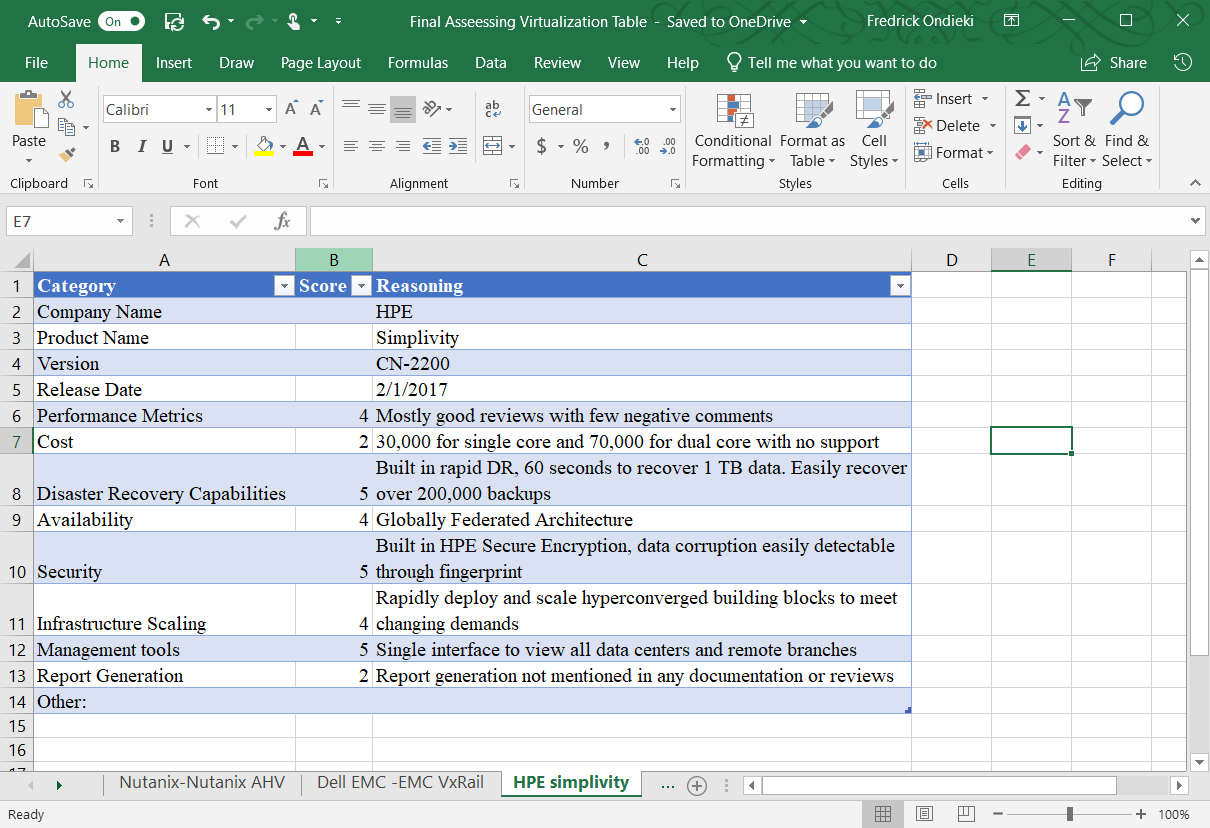 AutoSave On Final Asseessing Virtualization Table - Saved to OneDrive Fredrick Ondieki
File Home Insert Draw Page Layout Formulas Data Review View Help Tell me what you want to do Share
Paste
Calibri 11
B I U A A A
ab
General
$ % ,
Conditional Formatting
Format as Table
Cell Styles
Insert
Delete
Format
Sort & Filter
Find & Select
Clipboard Font Alignment Number Styles Cells Editing
E7 fx
A B C D E F
1 Category Score Reasoning
2 Company Name HPE
3 Product Name Simplivity
4 Version CN-2200
5 Release Date 2/1/2017
6 Performance Metrics 4 Mostly good reviews with few negative comments
7 Cost 2 30,000 for single core and 70,000 for dual core with no support
Built in rapid DR, 60 seconds to recover 1 TB data. Easily recover
8 Disaster Recovery Capabilities 5 over 200,000 backups
9 Availability 4 Globally Federated Architecture
Built in HPE Secure Encryption, data corruption easily detectable
10 Security 5 through fingerprint
Rapidly deploy and scale hyperconverged building blocks to meet
11 Infrastructure Scaling 4 changing demands
12 Management tools 5 Single interface to view all data centers and remote branches
13 Report Generation 2 Report generation not mentioned in any documentation or reviews
14 Other:
15
16
Nutanix-Nutanix AHV Dell EMC -EMC VxRail HPE simplivity ...
Ready 100%